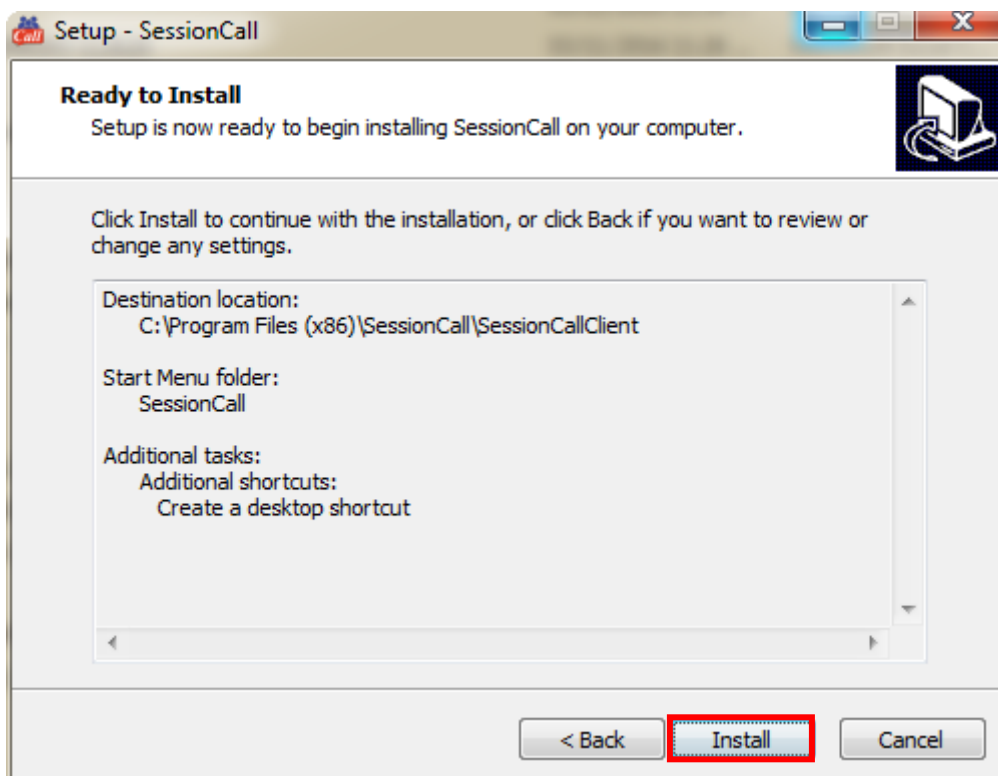 Call
Setup - SessionCall
Ready to Install
Setup is now ready to begin installing SessionCall on your computer.
Click Install to continue with the installation, or click Back if you want to review or
change any settings.
Destination location:
C:\Program Files (x86)\SessionCall\SessionCallClient
Start Menu folder:
SessionCall
Additional tasks:
Additional shortcuts:
Create a desktop shortcut
< Back
Install
Cancel